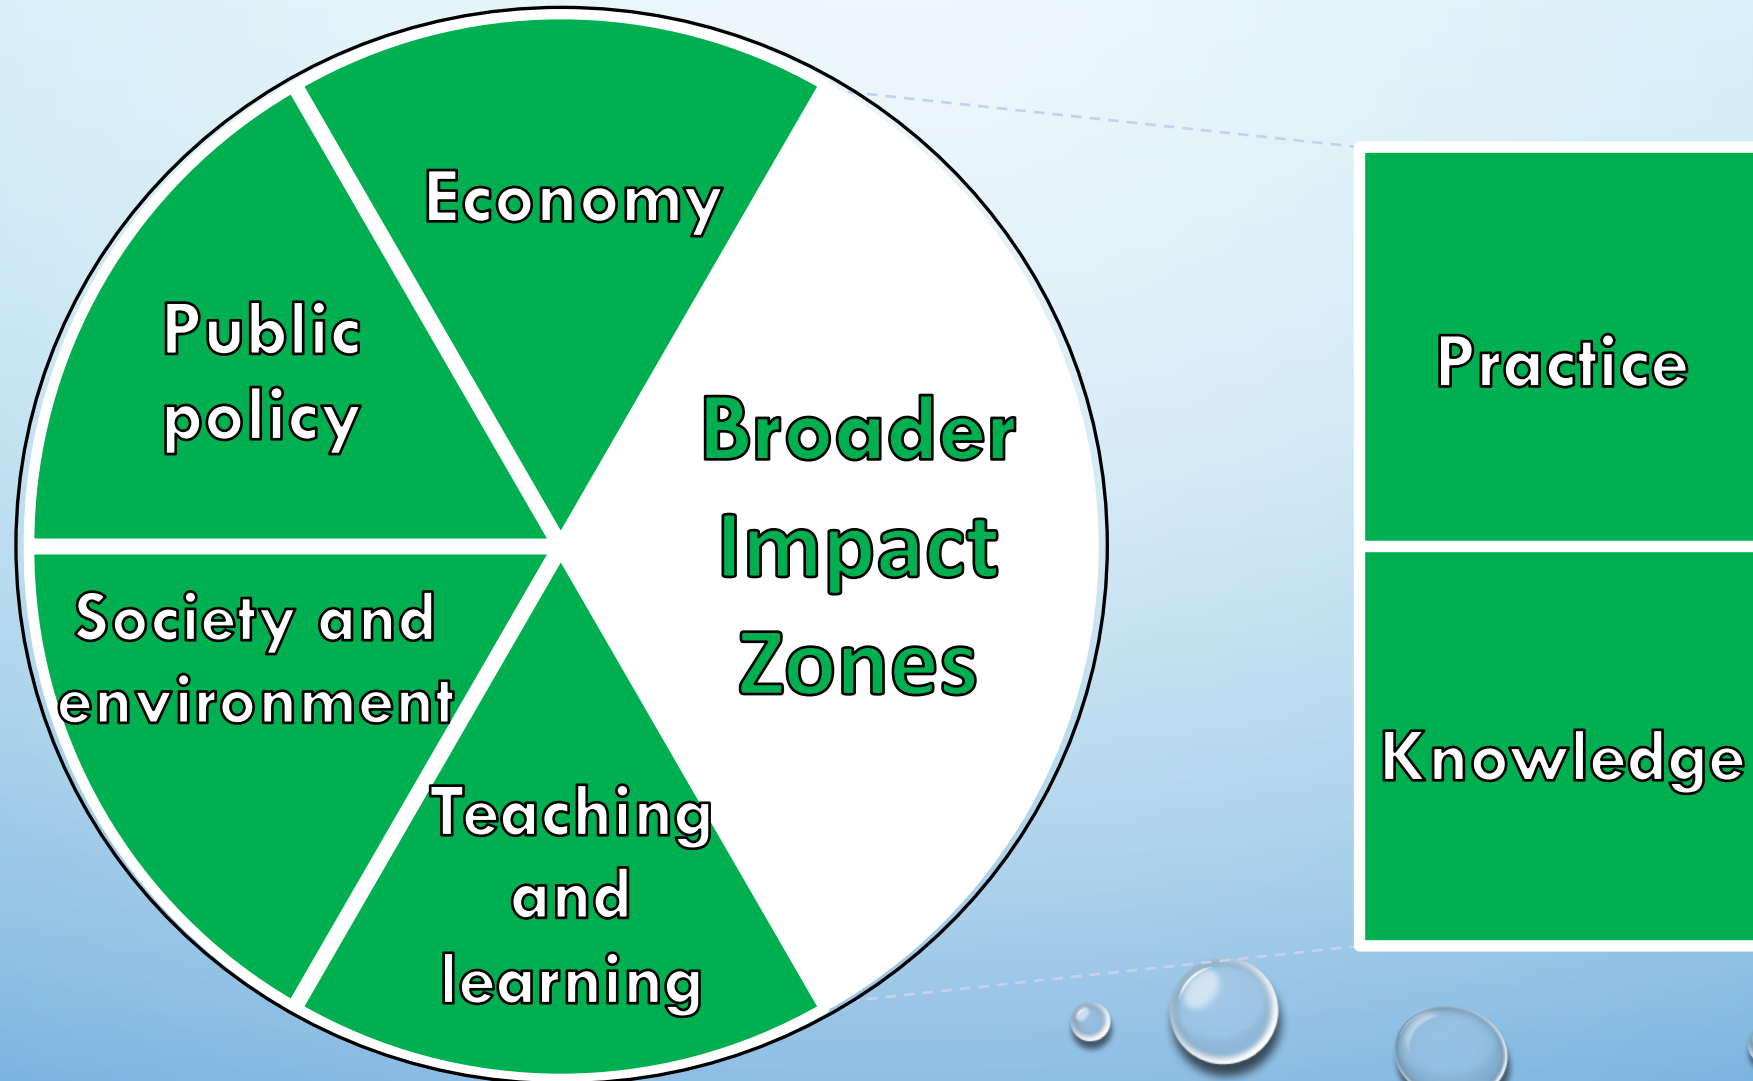 Economy
Public
policy
Society and
environment
Teaching
and
learning
Broader
Impact
Zones
Practice
Knowledge